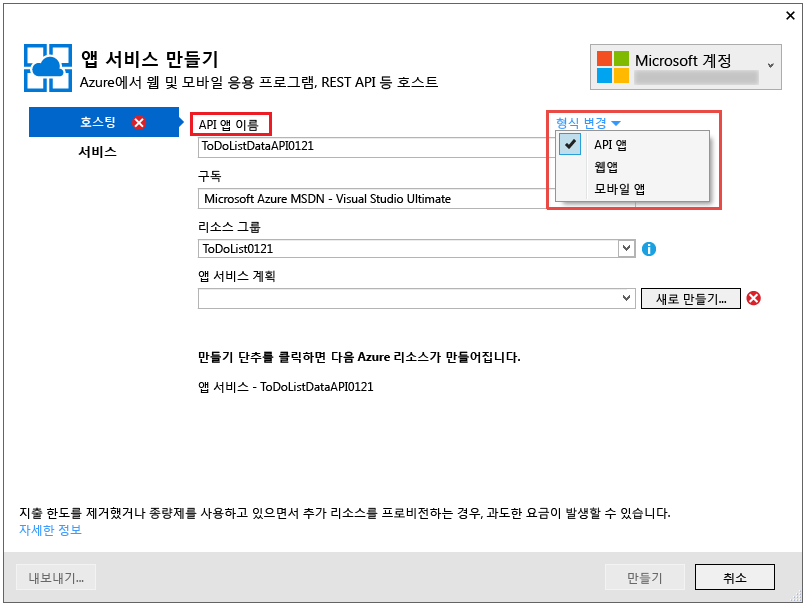 앱 서비스 만들기
Azure에서 웹 및 모바일 응용 프로그램, REST API 등 호스트
Microsoft 계정
호스팅
서비스
API 앱 이름
형식 변경
ToDoListDataAPI0121
API 앱
웹앱
모바일 앱
구독
Microsoft Azure MSDN - Visual Studio Ultimate
리소스 그룹
ToDoList0121
앱 서비스 계획
새로 만들기...
만들기 단추를 클릭하면 다음 Azure 리소스가 만들어집니다.
앱 서비스 - ToDoListDataAPI0121
지출 한도를 제거했거나 종량제를 사용하고 있으면서 추가 리소스를 프로비전하는 경우, 과도한 요금이 발생할 수 있습니다.
자세한 정보
내보내기...
만들기
취소